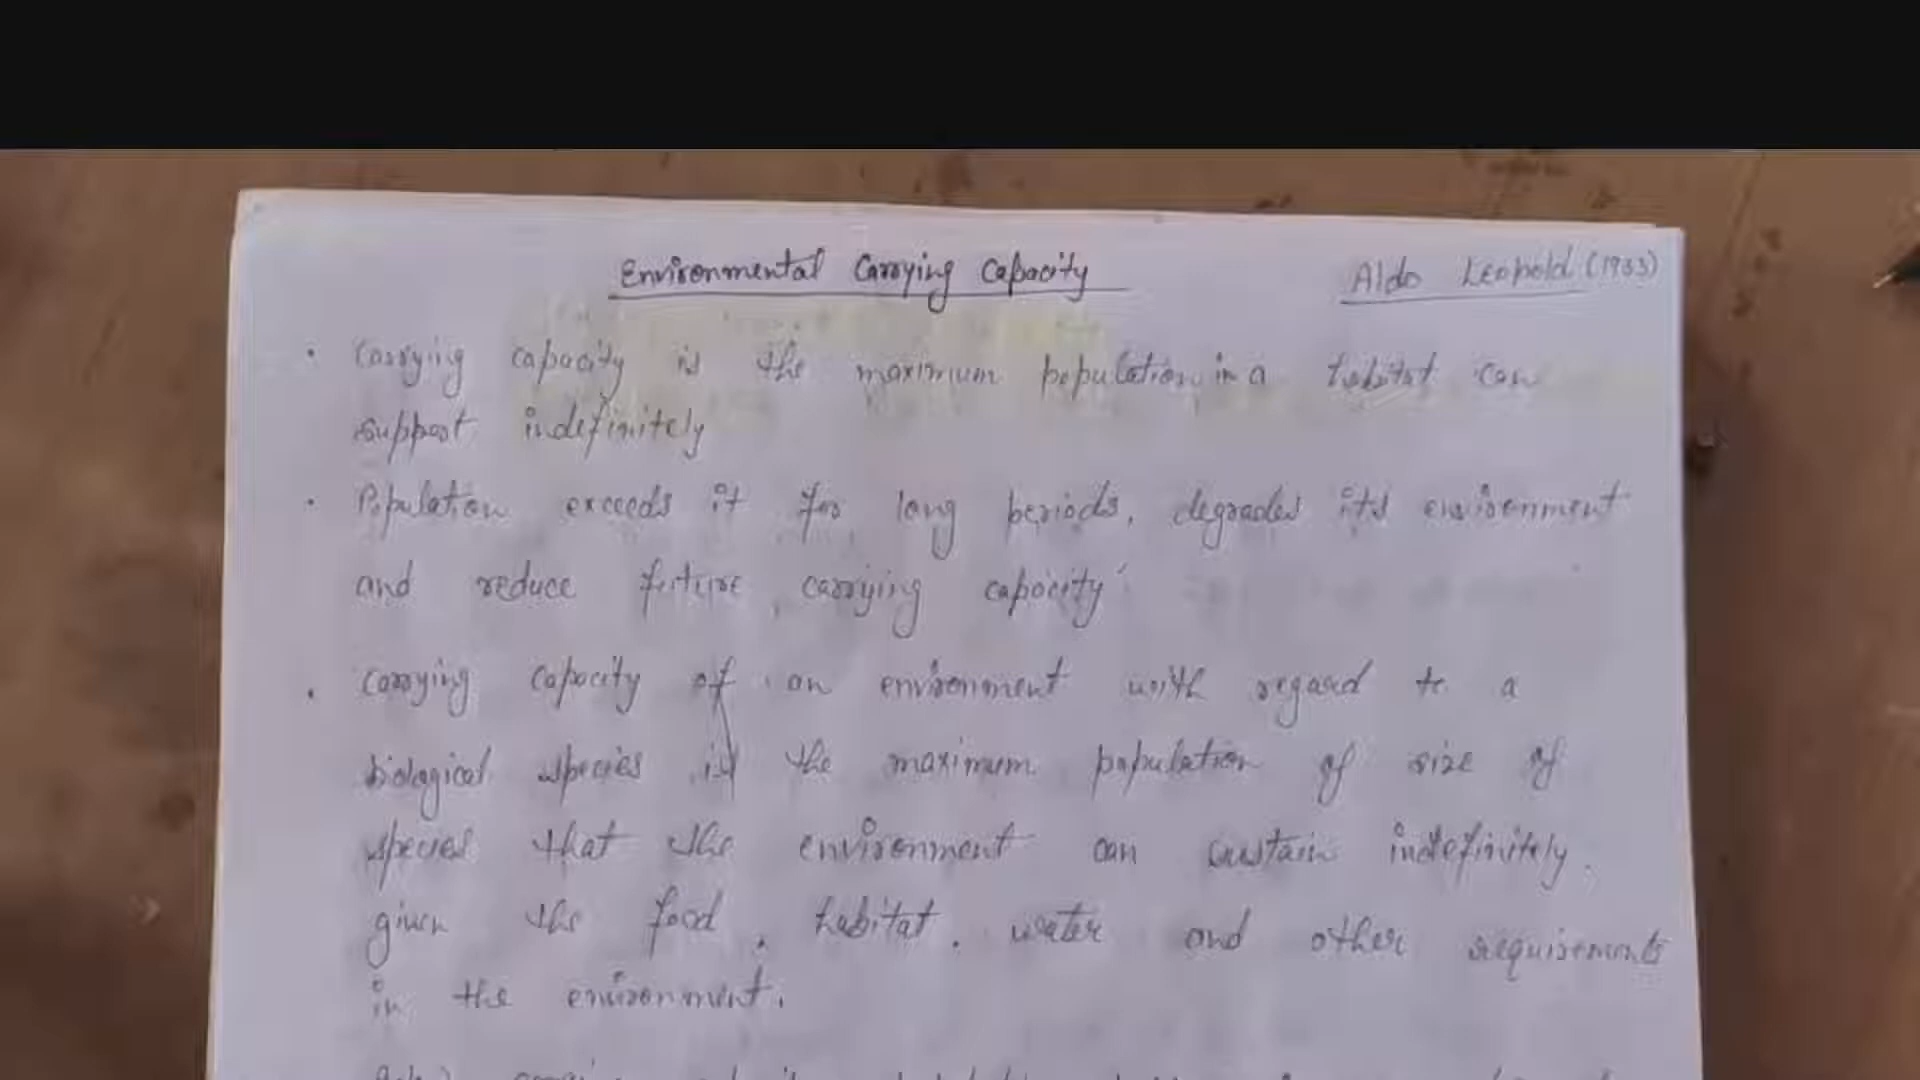 Environmental Carrying Capacity Aldo Leopold (1933)
• Carrying capacity is the maximum population in a habitat can
support indefinitely
• Population exceeds it for long periods, degrades its environment
and reduce future carrying capacity
• Carrying capacity of an environment with regard to a
biological species is the maximum population of size of
species that the environment can sustain indefinitely.
given the food, habitat, water and other requirements
in the environment.